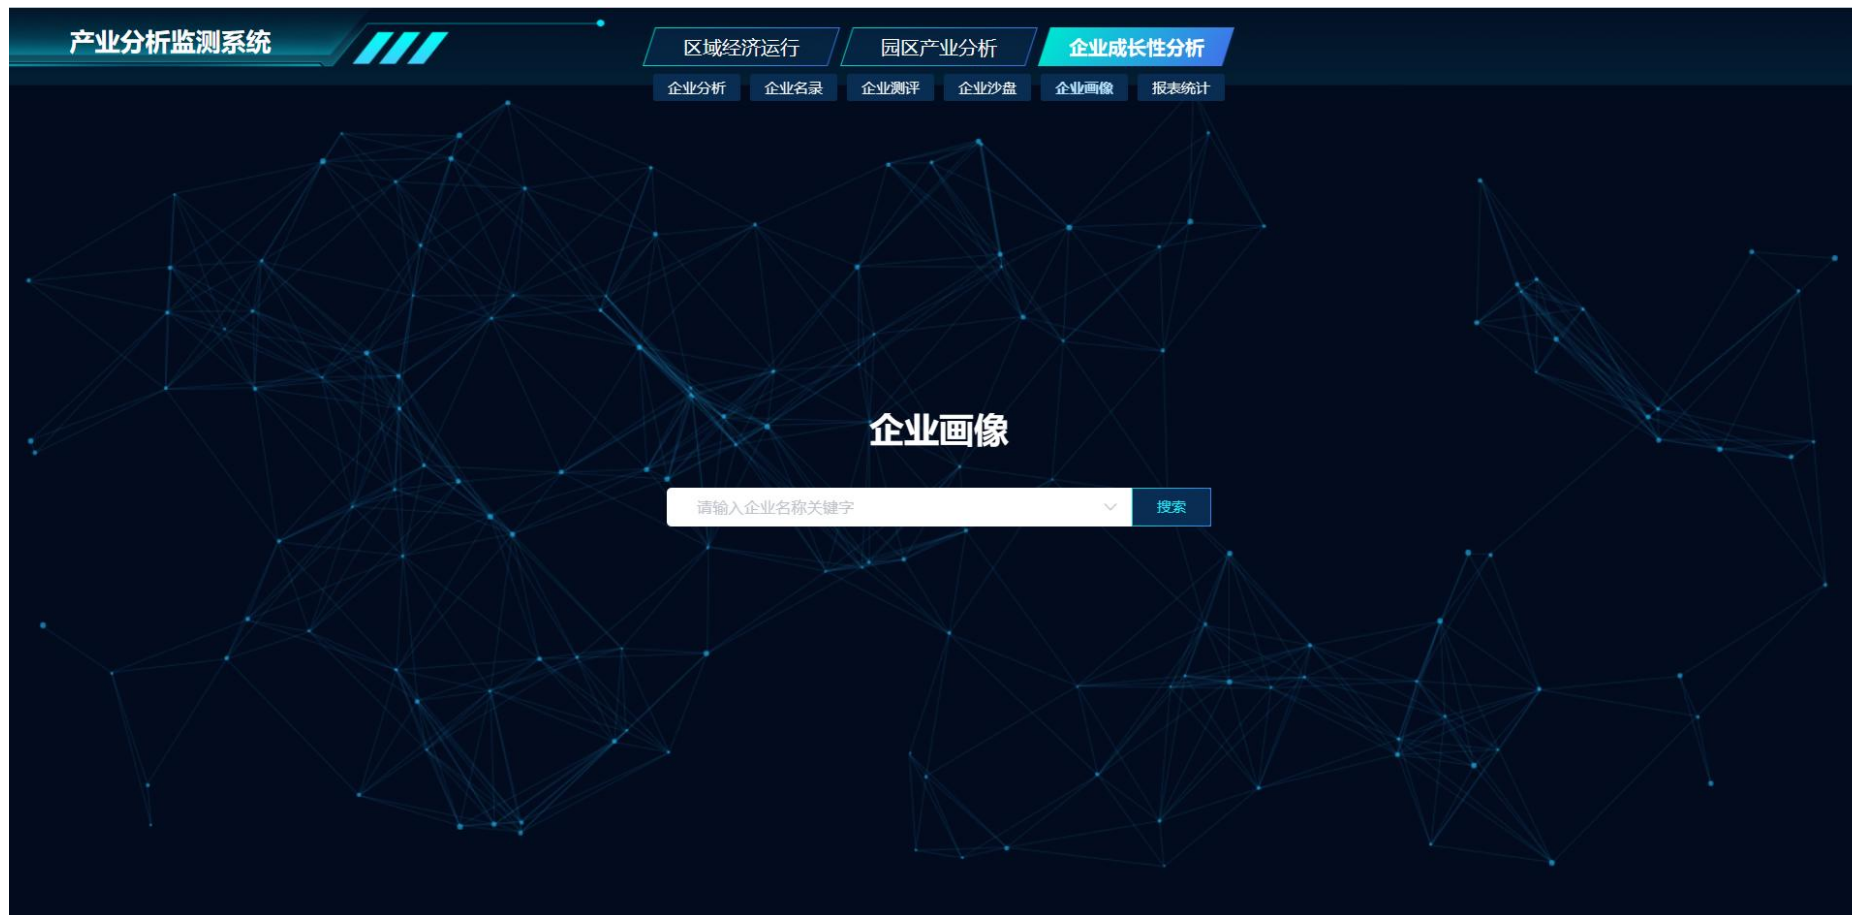 产业分析监测系统
区域经济运行 园区产业分析 企业成长性分析
企业分析 企业名录 企业测评 企业沙盘 企业画像 报表统计
企业画像
请输入企业名称关键字 搜索